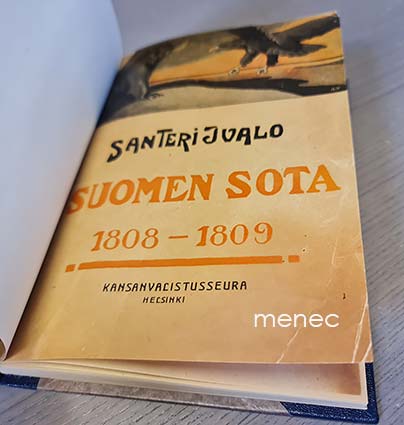 SANTERI IVALO
SUOMEN SOTA
1808 – 1809
KANSANVALISTUSSEURA
HELSINKI
menec